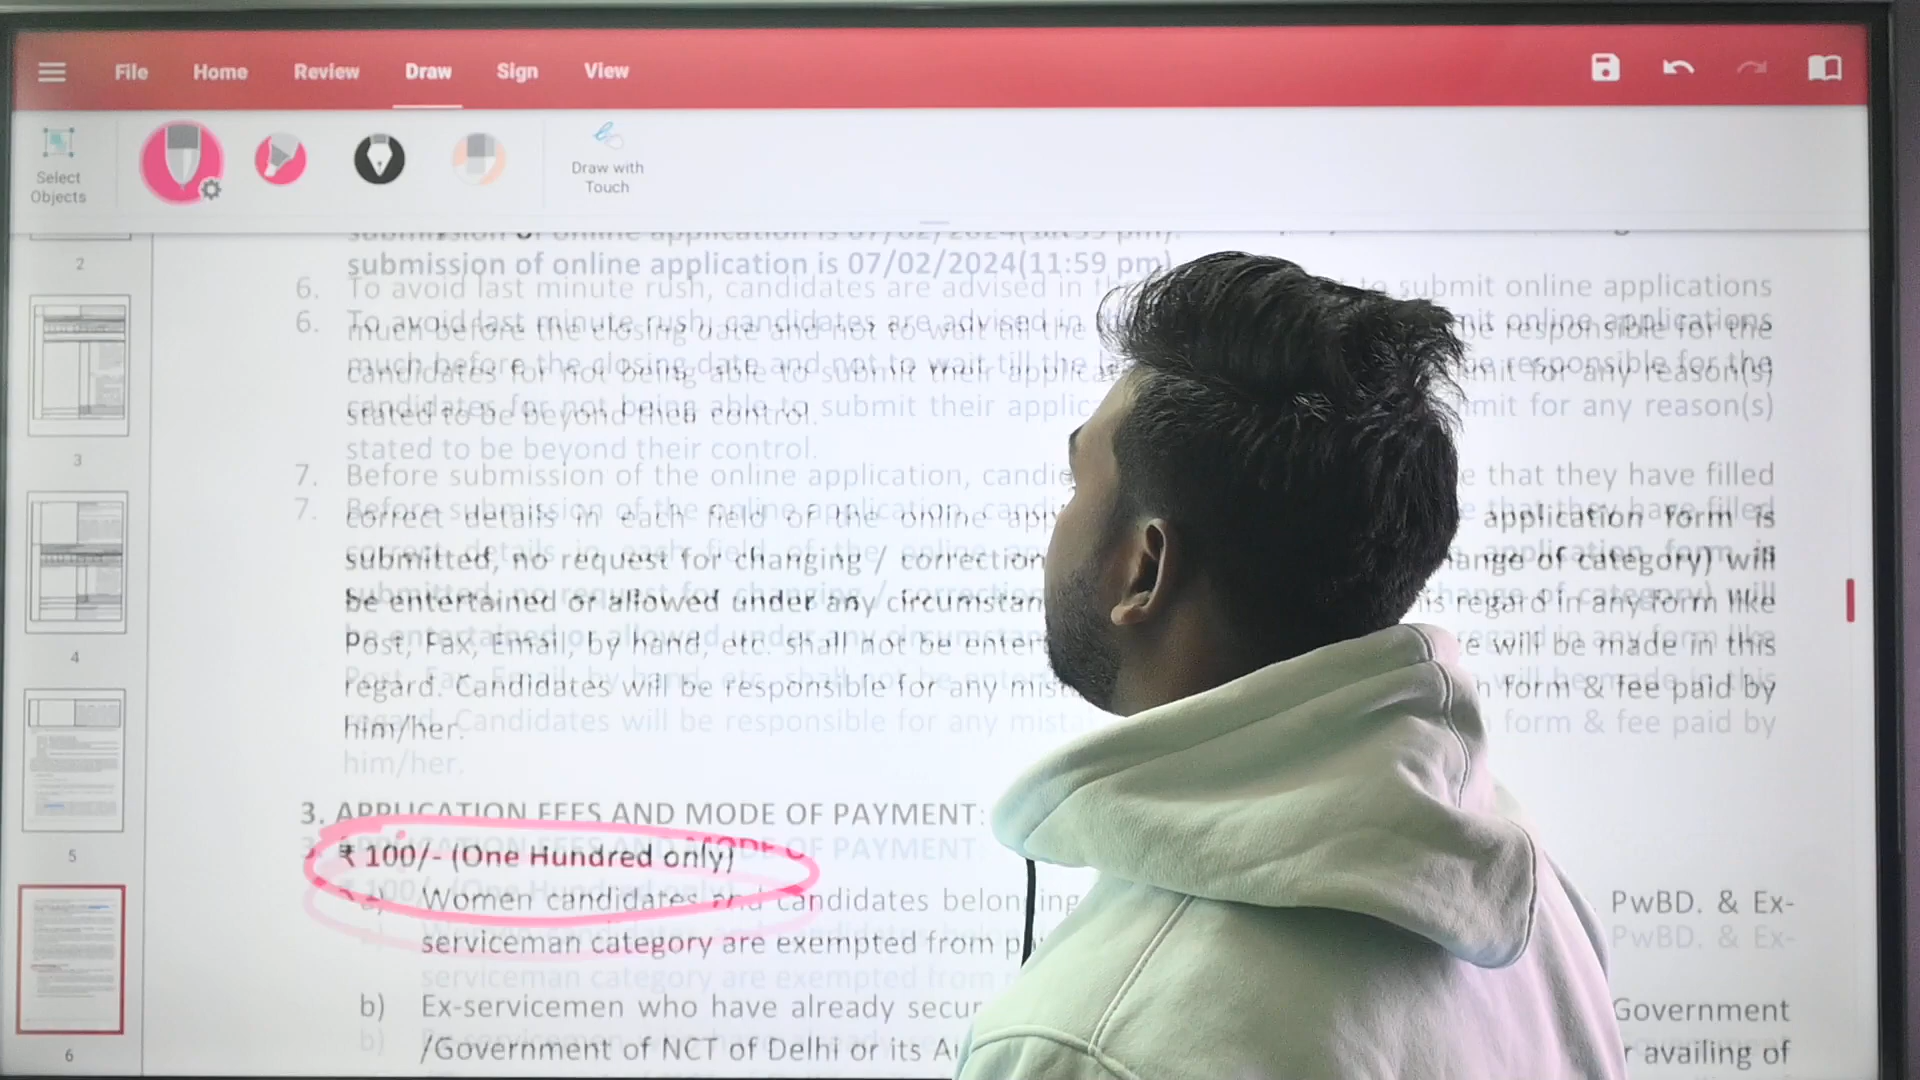 File Home Review Draw Sign View
Select Objects
Draw with Touch
2
3
4
5
6
submission of online application is 07/02/2024(11:59 pm).
6. To avoid last minute rush, candidates are advised in to submit online applications
much before the closing date and not to wait till the be responsible for the
candidates for not being able to submit their mit for any reason(s)
stated to be beyond their control.
7. Before submission of the online application, that they have filled
correct details in each field of the online application form is
submitted, no request for changing / correction of category) will
be entertained or allowed under any regard in any form like
Post, Fax, Email, by hand, etc. shall not be will be made in this
regard. Candidates will be responsible for any form & fee paid by
him/her.
3. APPLICATION FEES AND MODE OF PAYMENT:
₹ 100/- (One Hundred only)
a) Women candidates and candidates belonging PwBD. & Ex-
serviceman category are exempted from
b) Ex-servicemen who have already Government
/Government of NCT of Delhi or its availing of